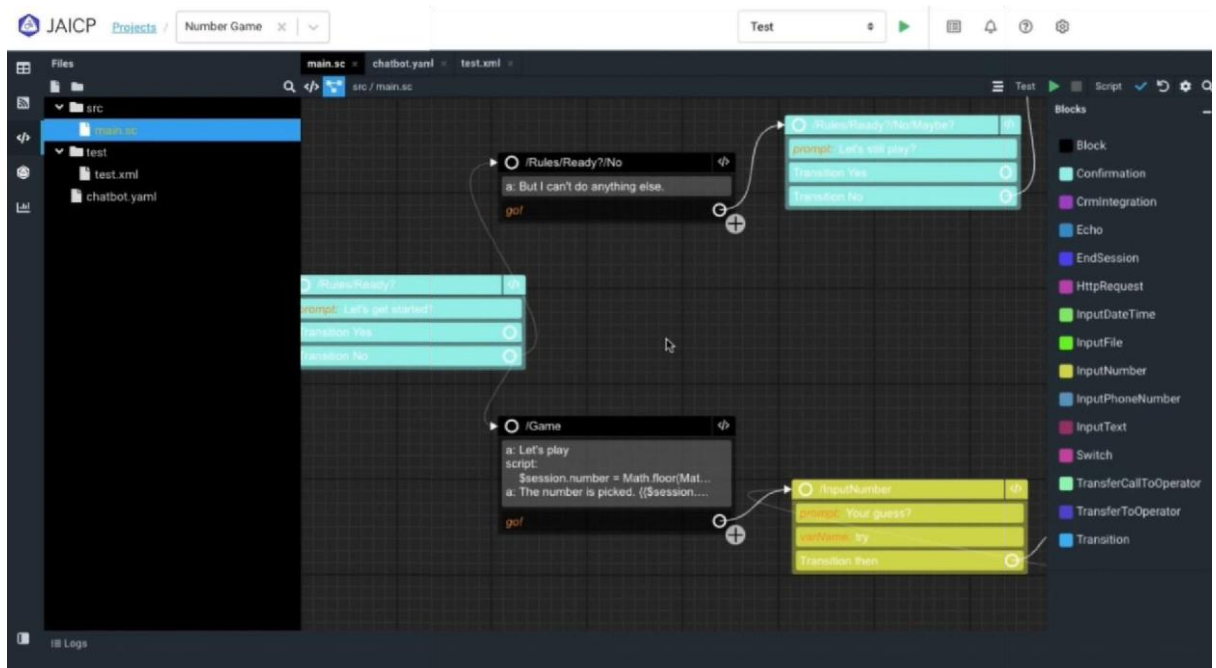 JAICP Projects / Number Game Test
Files
main.sc chatbot.yaml test.xml
src / main.sc
Test Script
src
main.sc
test
test.xml
chatbot.yaml
/Rules/Ready?/No
a: But I can't do anything else.
go!
/Rules/Ready?/No/Maybe?
prompt: Let's still play?
Transition Yes
Transition No
/Rules/Ready?
prompt: Let's get started?
Transition Yes
Transition No
/Game
a: Let's play
script:
$session.number = Math.floor(Mat...
a: The number is picked. {{$session....
go!
/InputNumber
prompt: Your guess?
varName: try
Transition then
Blocks
Block
Confirmation
CrmIntegration
Echo
EndSession
HttpRequest
InputDateTime
InputFile
InputNumber
InputPhoneNumber
InputText
Switch
TransferCallToOperator
TransferToOperator
Transition
Logs